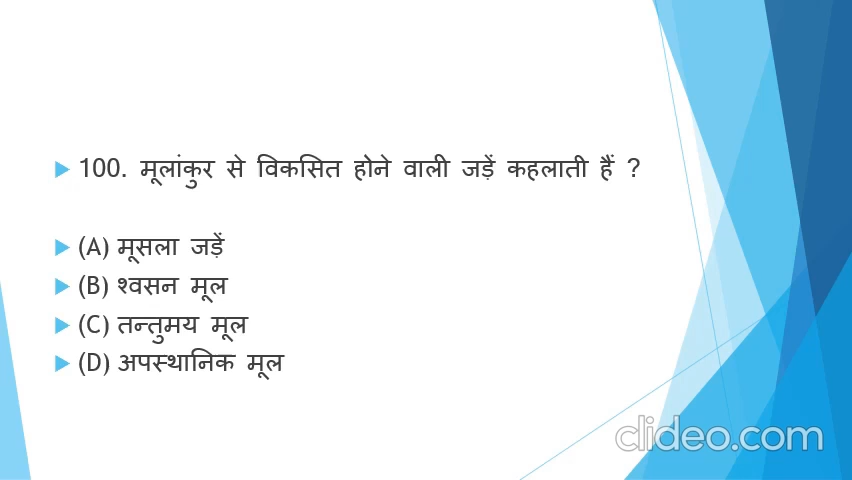 100. मूलांकुर से विकसित होने वाली जड़ें कहलाती हैं ?
(A) मूसला जड़ें
(B) श्वसन मूल
(C) तन्तुमय मूल
(D) अपस्थानिक मूल
clideo.com